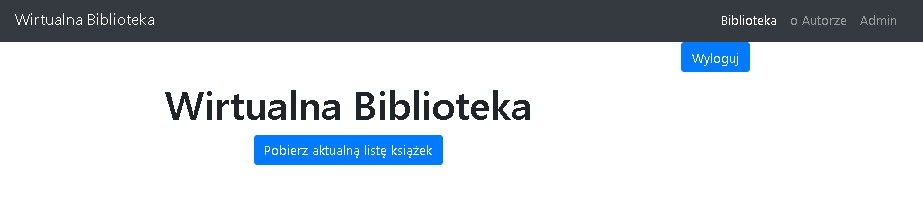 Wirtualna Biblioteka
Biblioteka o Autorze Admin
Wyloguj
Wirtualna Biblioteka
Pobierz aktualną listę książek